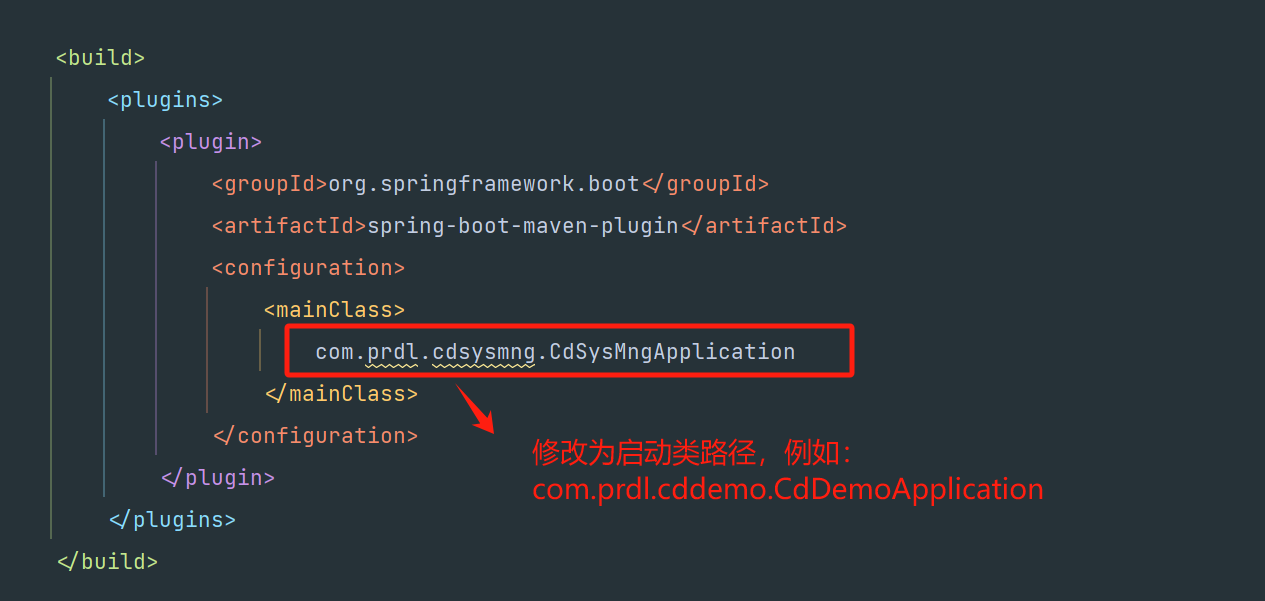 <build>
<plugins>
<plugin>
<groupId>org.springframework.boot</groupId>
<artifactId>spring-boot-maven-plugin</artifactId>
<configuration>
<mainClass>
com.prdl.cdsysmng.CdSysMngApplication
</mainClass>
</configuration>
修改为启动类路径，例如：
com.prdl.cddemo.CdDemoApplication
</plugin>
</plugins>
</build>